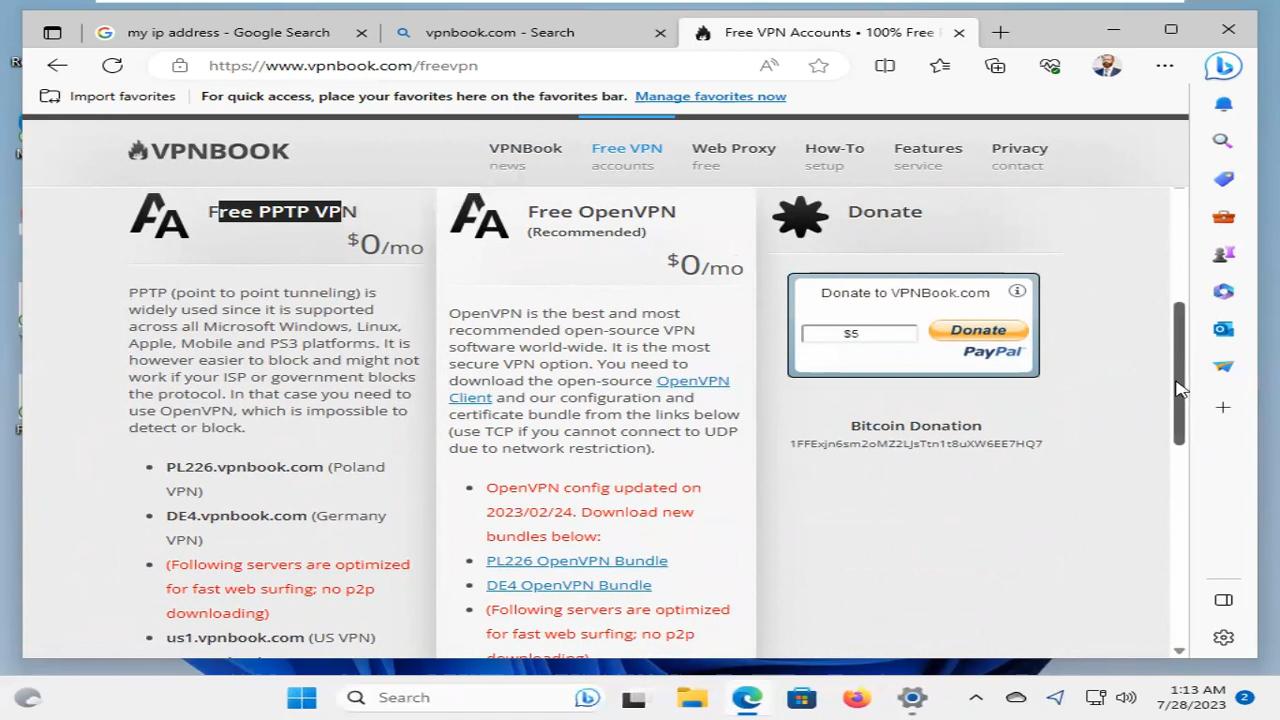 my ip address - Google Search
vpnbook.com - Search
Free VPN Accounts • 100% Free
https://www.vpnbook.com/freevpn
Import favorites
For quick access, place your favorites here on the favorites bar. Manage favorites now
VPNBOOK
VPNBook
news
Free VPN
accounts
Web Proxy
free
How-To
setup
Features
service
Privacy
contact
Free PPTP VPN
$0/mo
PPTP (point to point tunneling) is
widely used since it is supported
across all Microsoft Windows, Linux,
Apple, Mobile and PS3 platforms. It is
however easier to block and might not
work if your ISP or government blocks
the protocol. In that case you need to
use OpenVPN, which is impossible to
detect or block.
• PL226.vpnbook.com (Poland
VPN)
• DE4.vpnbook.com (Germany
VPN)
• (Following servers are optimized
for fast web surfing; no p2p
downloading)
• us1.vpnbook.com (US VPN)
Free OpenVPN
(Recommended)
$0/mo
OpenVPN is the best and most
recommended open-source VPN
software world-wide. It is the most
secure VPN option. You need to
download the open-source OpenVPN
Client and our configuration and
certificate bundle from the links below
(use TCP if you cannot connect to UDP
due to network restriction).
• OpenVPN config updated on
2023/02/24. Download new
bundles below:
• PL226 OpenVPN Bundle
• DE4 OpenVPN Bundle
• (Following servers are optimized
for fast web surfing; no p2p
downloading)
Donate
Donate to VPNBook.com
$5
Donate
PayPal
Bitcoin Donation
1FFExjn6sm2oMZ2LJsTtn1t8uXW6EE7HQ7
Search
1:13 AM
7/28/2023
2